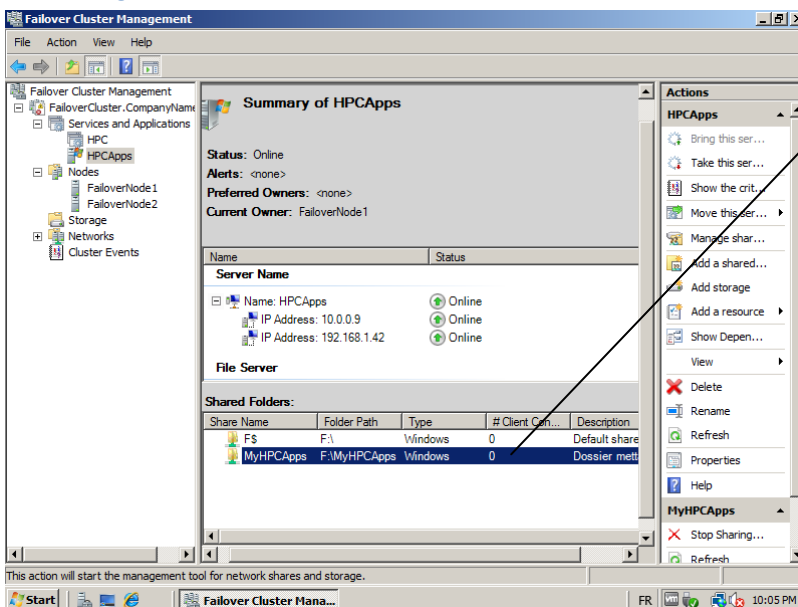 Failover Cluster Management
File Action View Help
Failover Cluster Management
FailoverCluster.CompanyName
Services and Applications
HPC
HPCApps
Nodes
FailoverNode1
FailoverNode2
Storage
Networks
Cluster Events
Summary of HPCApps
Status: Online
Alerts: <none>
Preferred Owners: <none>
Current Owner: FailoverNode1
Name Status
Server Name
Name: HPCApps Online
IP Address: 10.0.0.9 Online
IP Address: 192.168.1.42 Online
File Server
Shared Folders:
Share Name Folder Path Type # Client Con... Description
F$ F:\ Windows 0 Default share
MyHPCApps F:\MyHPCApps Windows 0 Dossier mett
Actions
HPCApps
Bring this ser...
Take this ser...
Show the crit...
Move this ser...
Manage shar...
Add a shared...
Add storage
Add a resource
Show Depen...
View
Delete
Rename
Refresh
Properties
Help
MyHPCApps
Stop Sharing...
Refresh
This action will start the management tool for network shares and storage.
Start Failover Cluster Mana... FR 10:05 PM